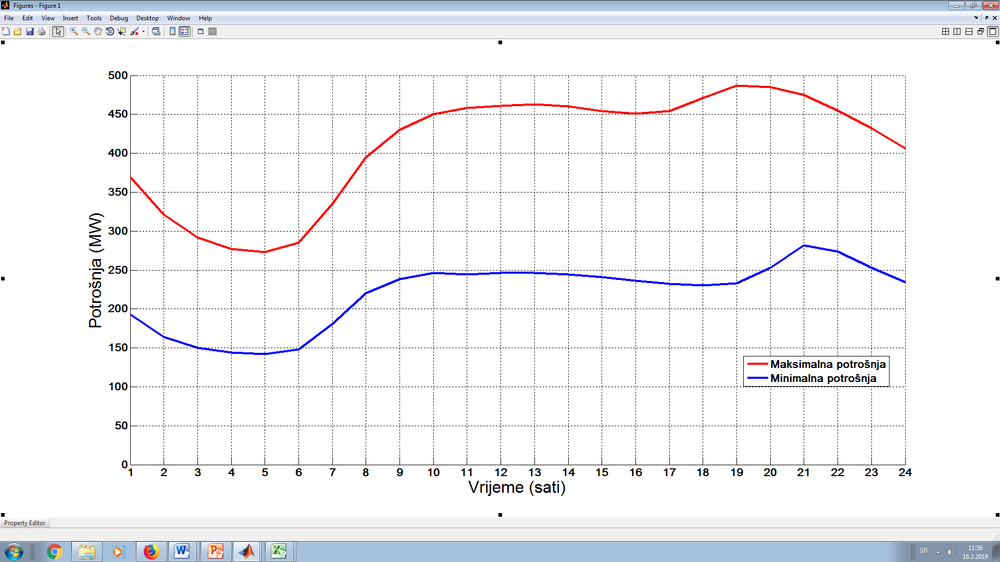 Figures - Figure 1
File Edit View Insert Tools Debug Desktop Window Help
500
450
400
350
300
250
200
150
100
50
0
Potrošnja (MW)
Maksimalna potrošnja
Minimalna potrošnja
1 2 3 4 5 6 7 8 9 10 11 12 13 14 15 16 17 18 19 20 21 22 23 24
Vrijeme (sati)
Property Editor
SR
11:56
16.3.2019